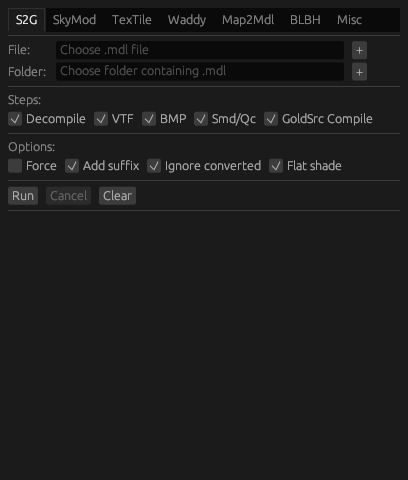 S2G SkyMod TexTile Waddy Map2Mdl BLBH Misc
File: Choose .mdl file +
Folder: Choose folder containing .mdl +
Steps:
Decompile VTF BMP Smd/Qc GoldSrc Compile
Options:
Force Add suffix Ignore converted Flat shade
Run Cancel Clear